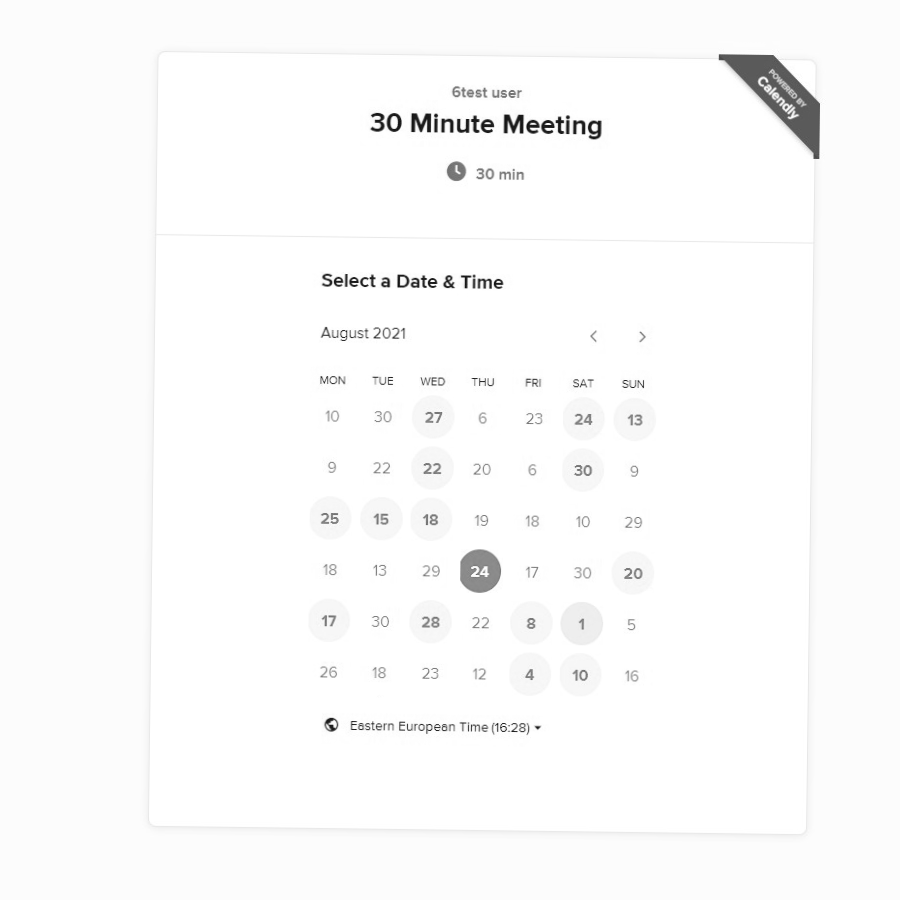 POWERED BY
Calendly
6test user
30 Minute Meeting
30 min
Select a Date & Time
August 2021
MON TUE WED THU FRI SAT SUN
10 30 27 6 23 24 13
9 22 22 20 6 30 9
25 15 18 19 18 10 29
18 13 29 24 17 30 20
17 30 28 22 8 1 5
26 18 23 12 4 10 16
Eastern European Time (16:28)